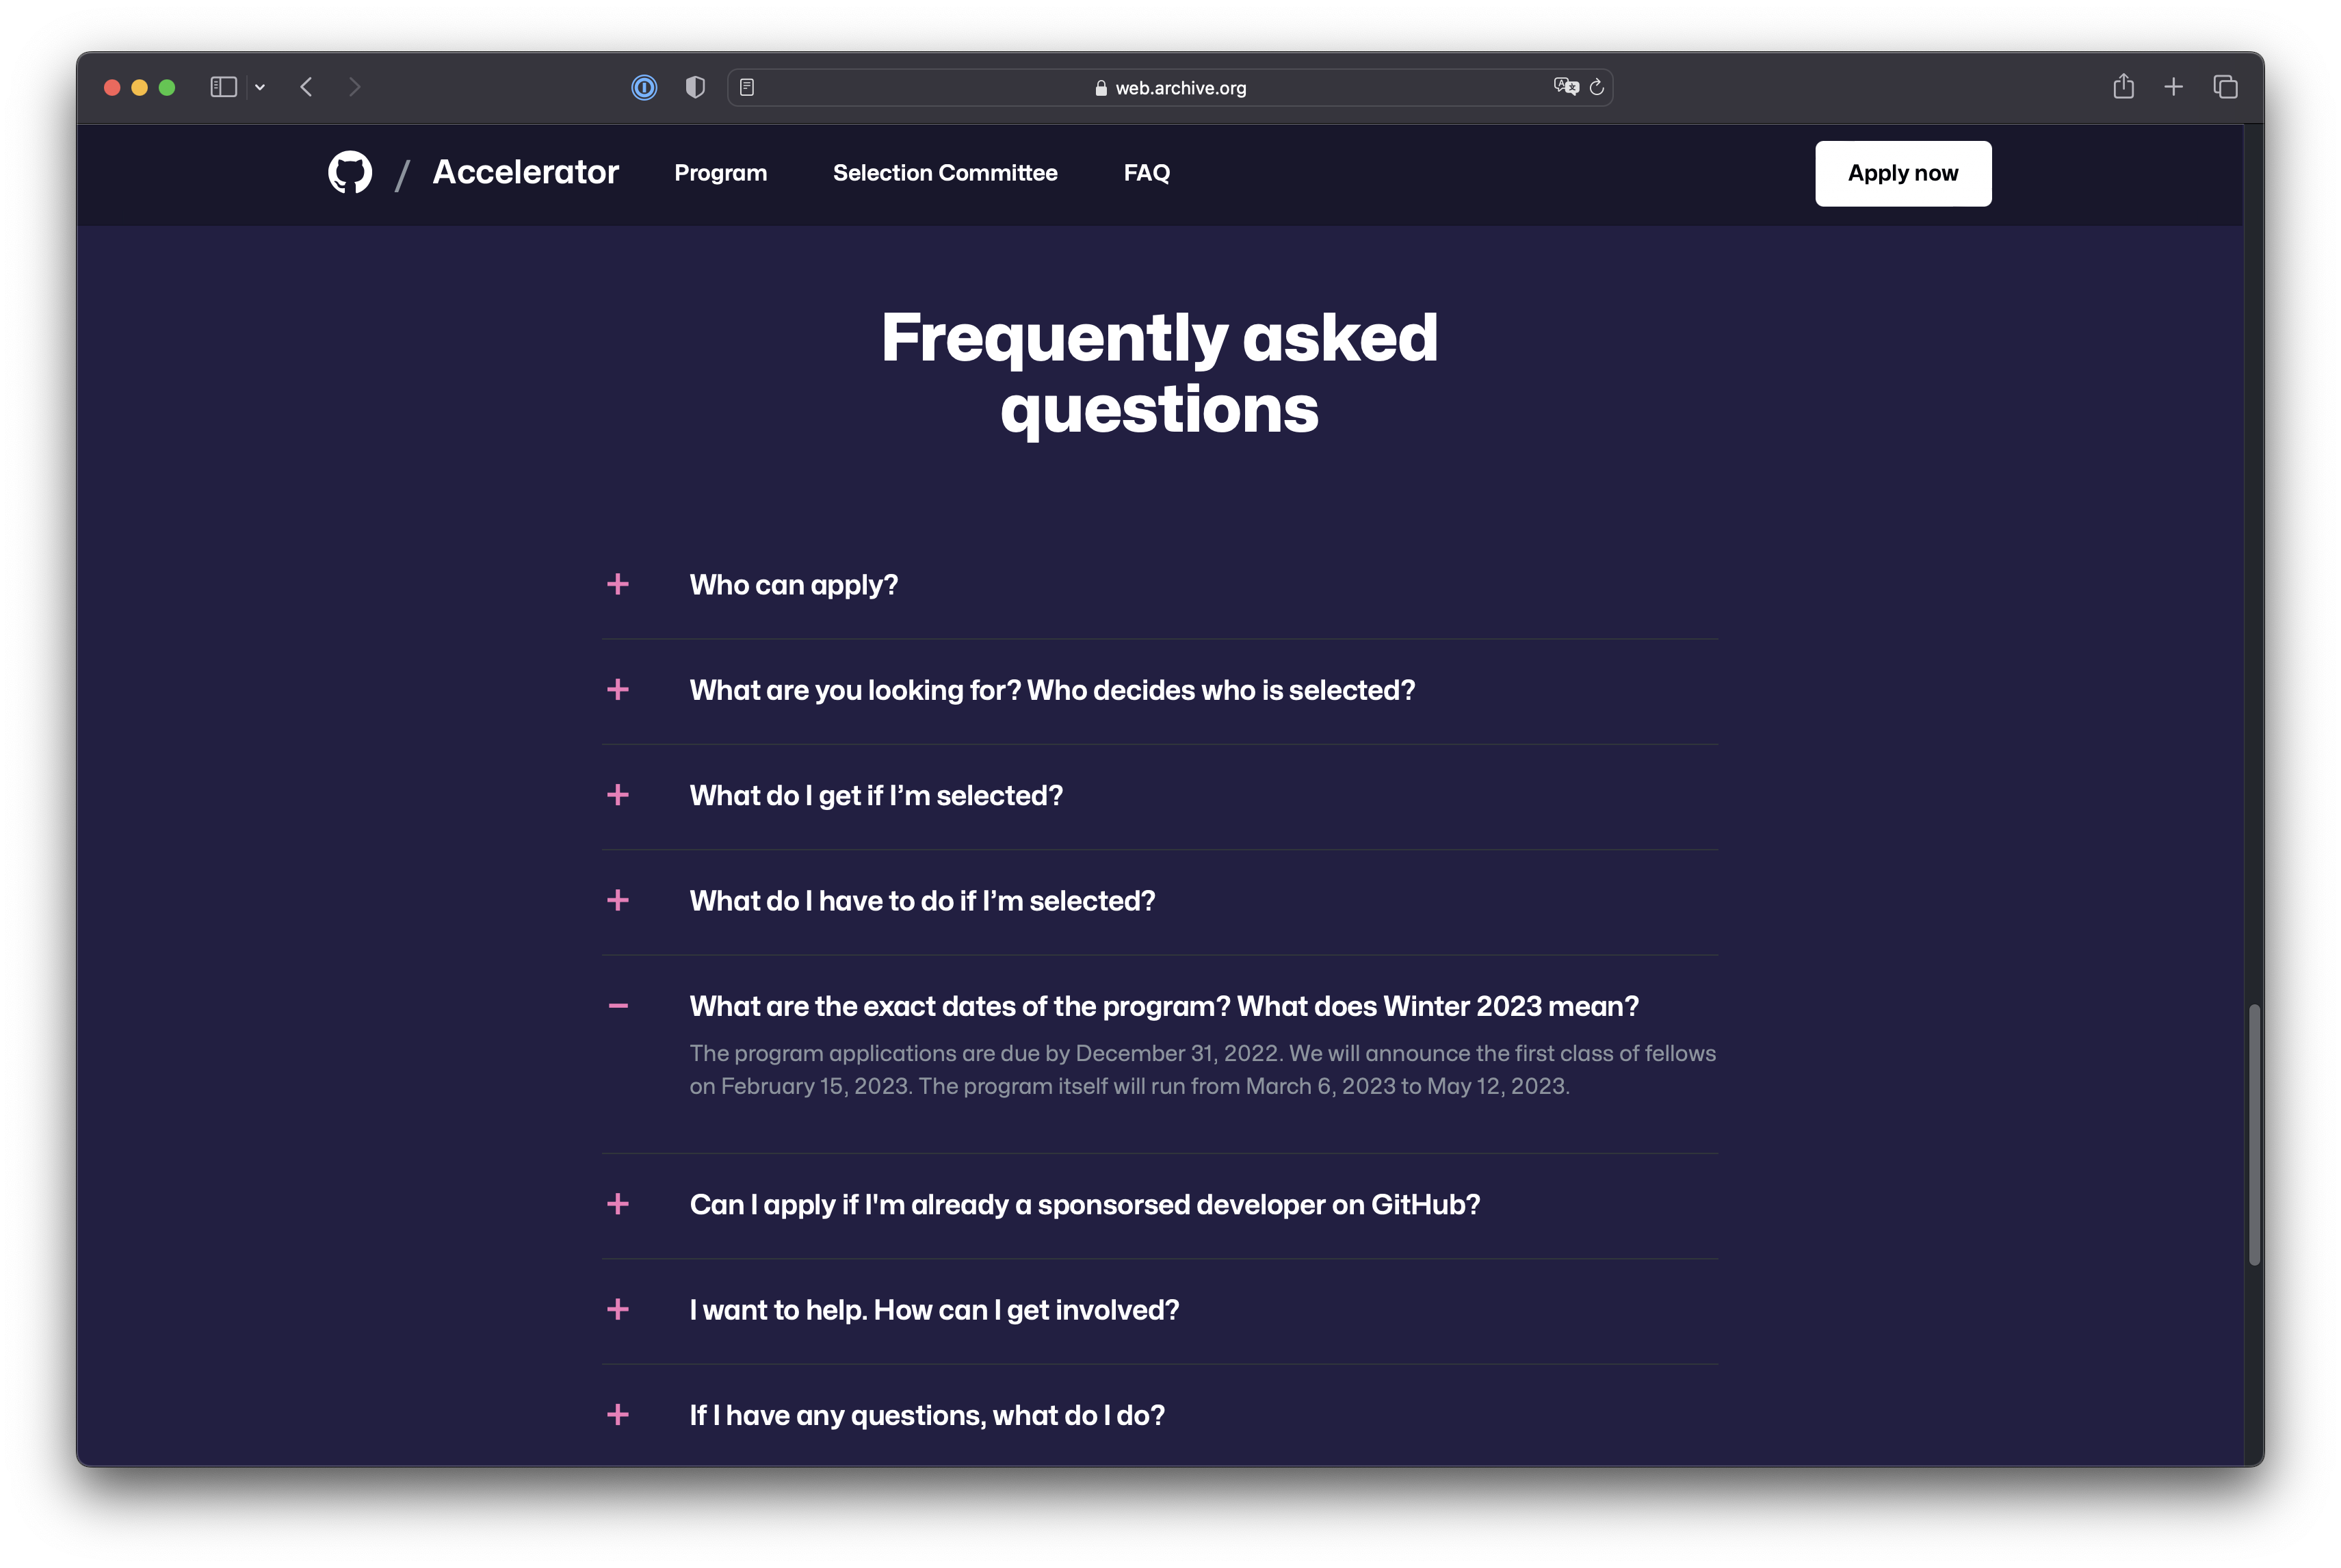 web.archive.org
/ Accelerator Program Selection Committee FAQ Apply now
Frequently asked
questions
Who can apply?
What are you looking for? Who decides who is selected?
What do I get if I’m selected?
What do I have to do if I’m selected?
What are the exact dates of the program? What does Winter 2023 mean?
The program applications are due by December 31, 2022. We will announce the first class of fellows
on February 15, 2023. The program itself will run from March 6, 2023 to May 12, 2023.
Can I apply if I'm already a sponsorsed developer on GitHub?
I want to help. How can I get involved?
If I have any questions, what do I do?